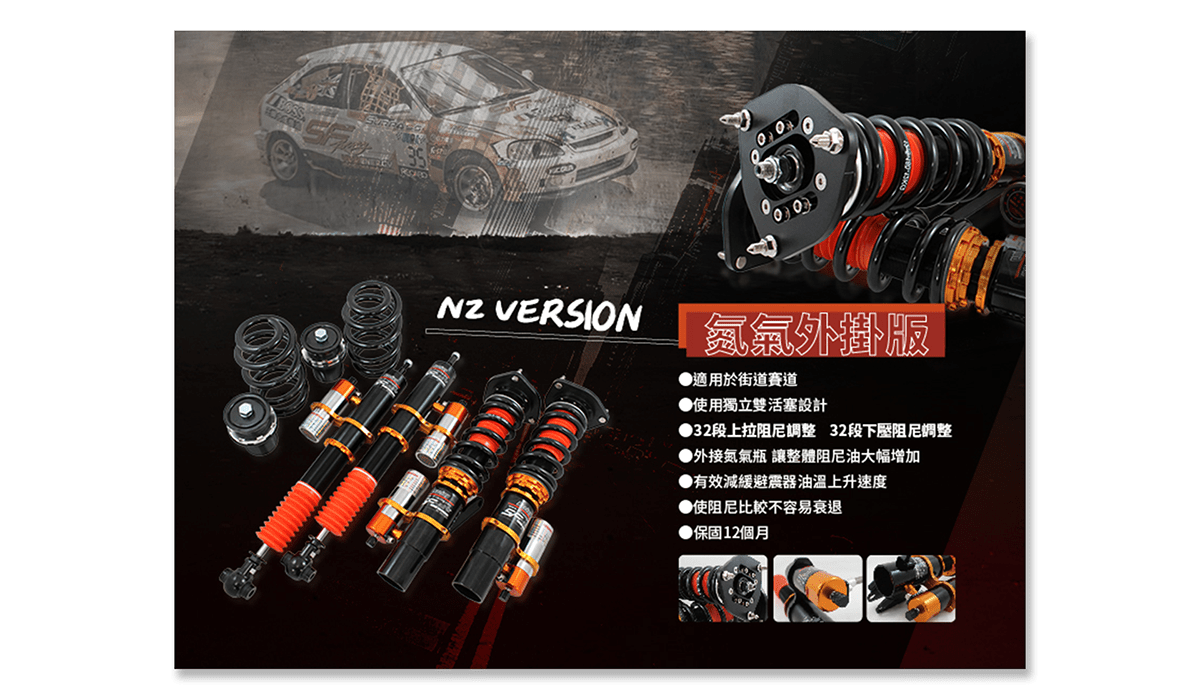 NZ VERSION
氮氣外掛版
●適用於街道賽道
●使用獨立雙活塞設計
●32段上拉阻尼調整　32段下壓阻尼調整
●外接氮氣瓶 讓整體阻尼油大幅增加
●有效減緩避震器油溫上升速度
●使阻尼比較不容易衰退
●保固12個月